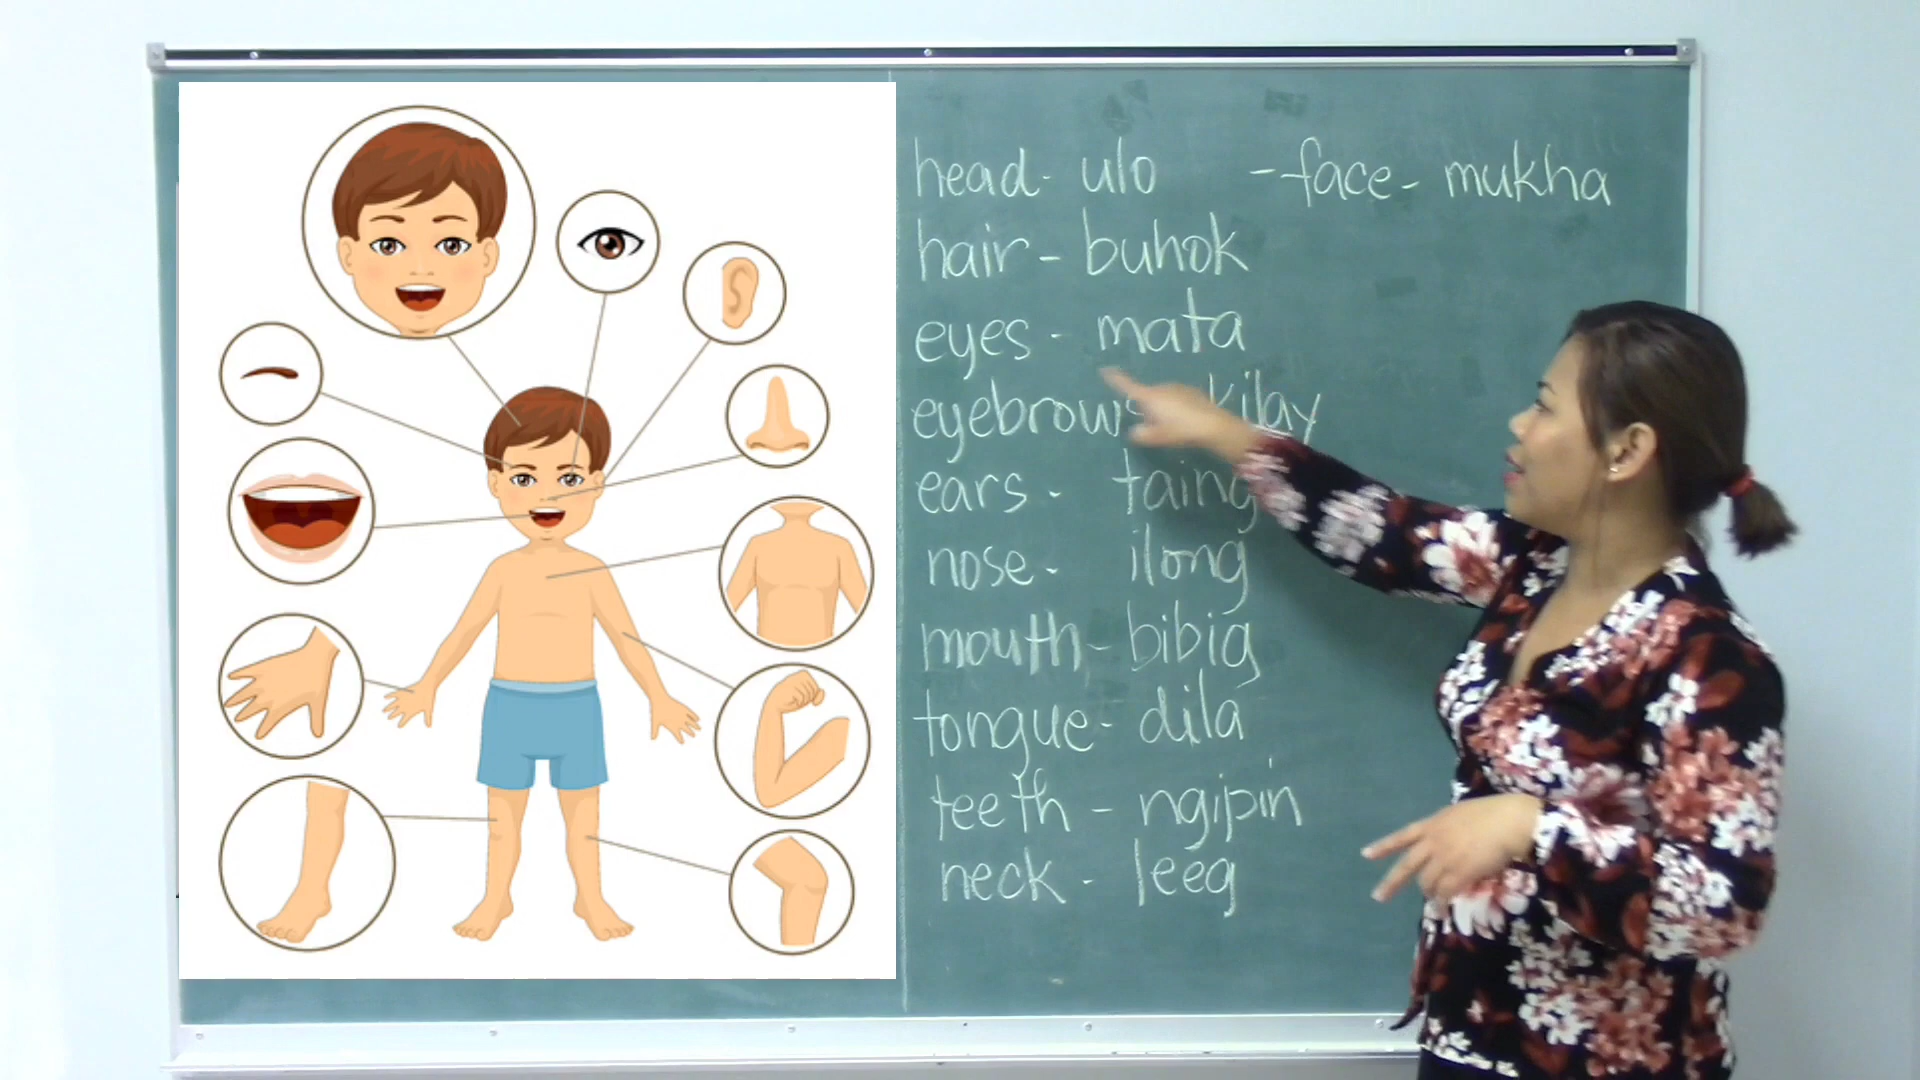 head - ulo - face - mukha
hair - buhok
eyes - mata
eyebrows kilay
ears -
nose - ilong
mouth - bibig
tongue - dila
teeth - ngipin
neck - leeg